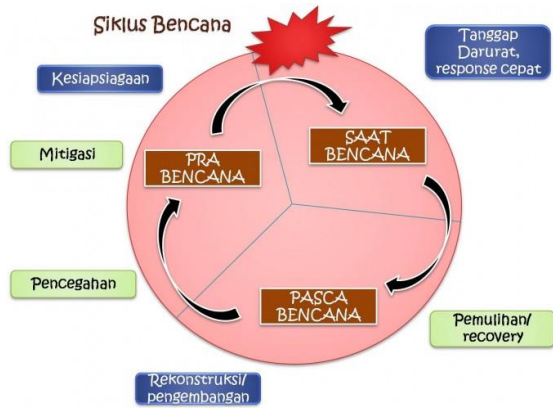 Siklus Bencana
Tanggap
Darurat,
response cepat
Kesiapsiagaan
SAAT
BENCANA
Mitigasi
PRA
BENCANA
Pencegahan
PASCA
BENCANA
Pemulihan/
recovery
Rekonstruksi/
pengembangan